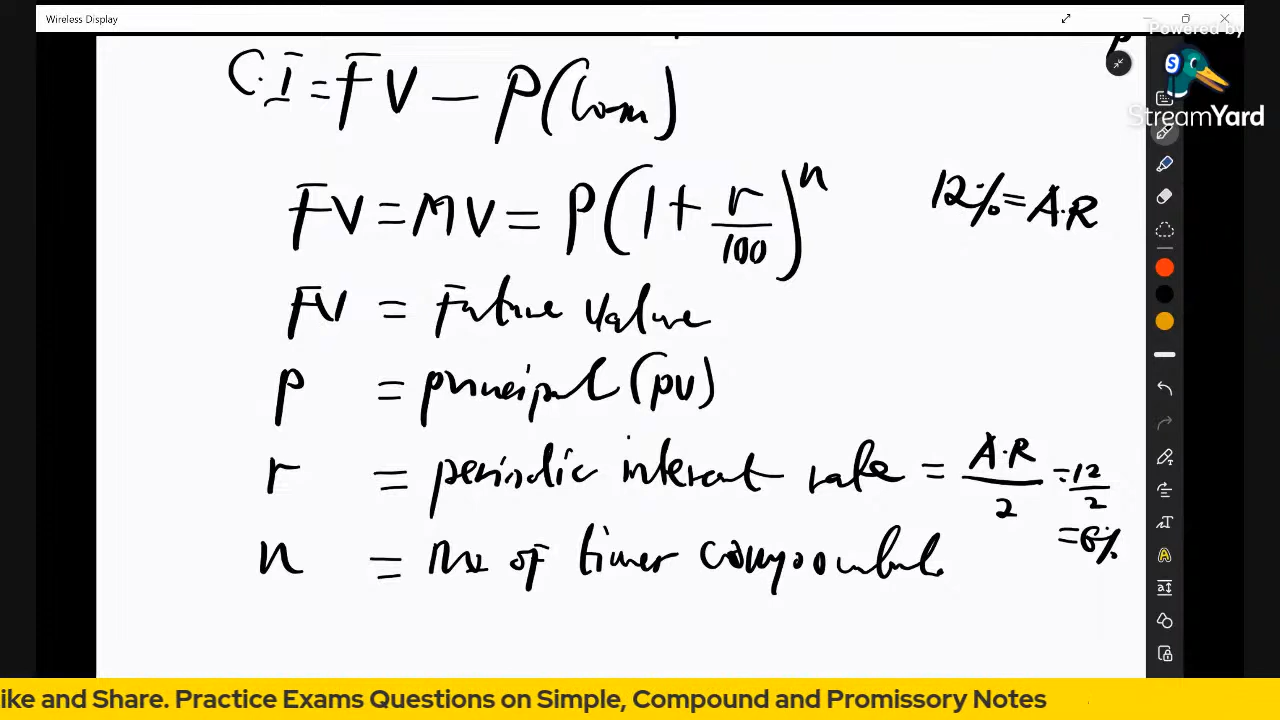 Wireless Display
Powered by
StreamYard
C.I = FV - P(Loan)
FV = MV = P(1 + r/100)^n
12% = A.R
FV = Future Value
P = principal (PV)
r = periodic interest rate = A.R/2 = 12/2
= 6%
n = no of times compounded
ike and Share. Practice Exams Questions on Simple, Compound and Promissory Notes